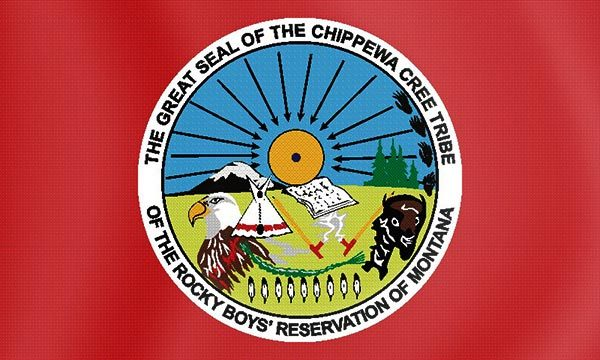 THE GREAT SEAL OF THE CHIPPEWA CREE TRIBE
OF THE ROCKY BOYS' RESERVATION OF MONTANA